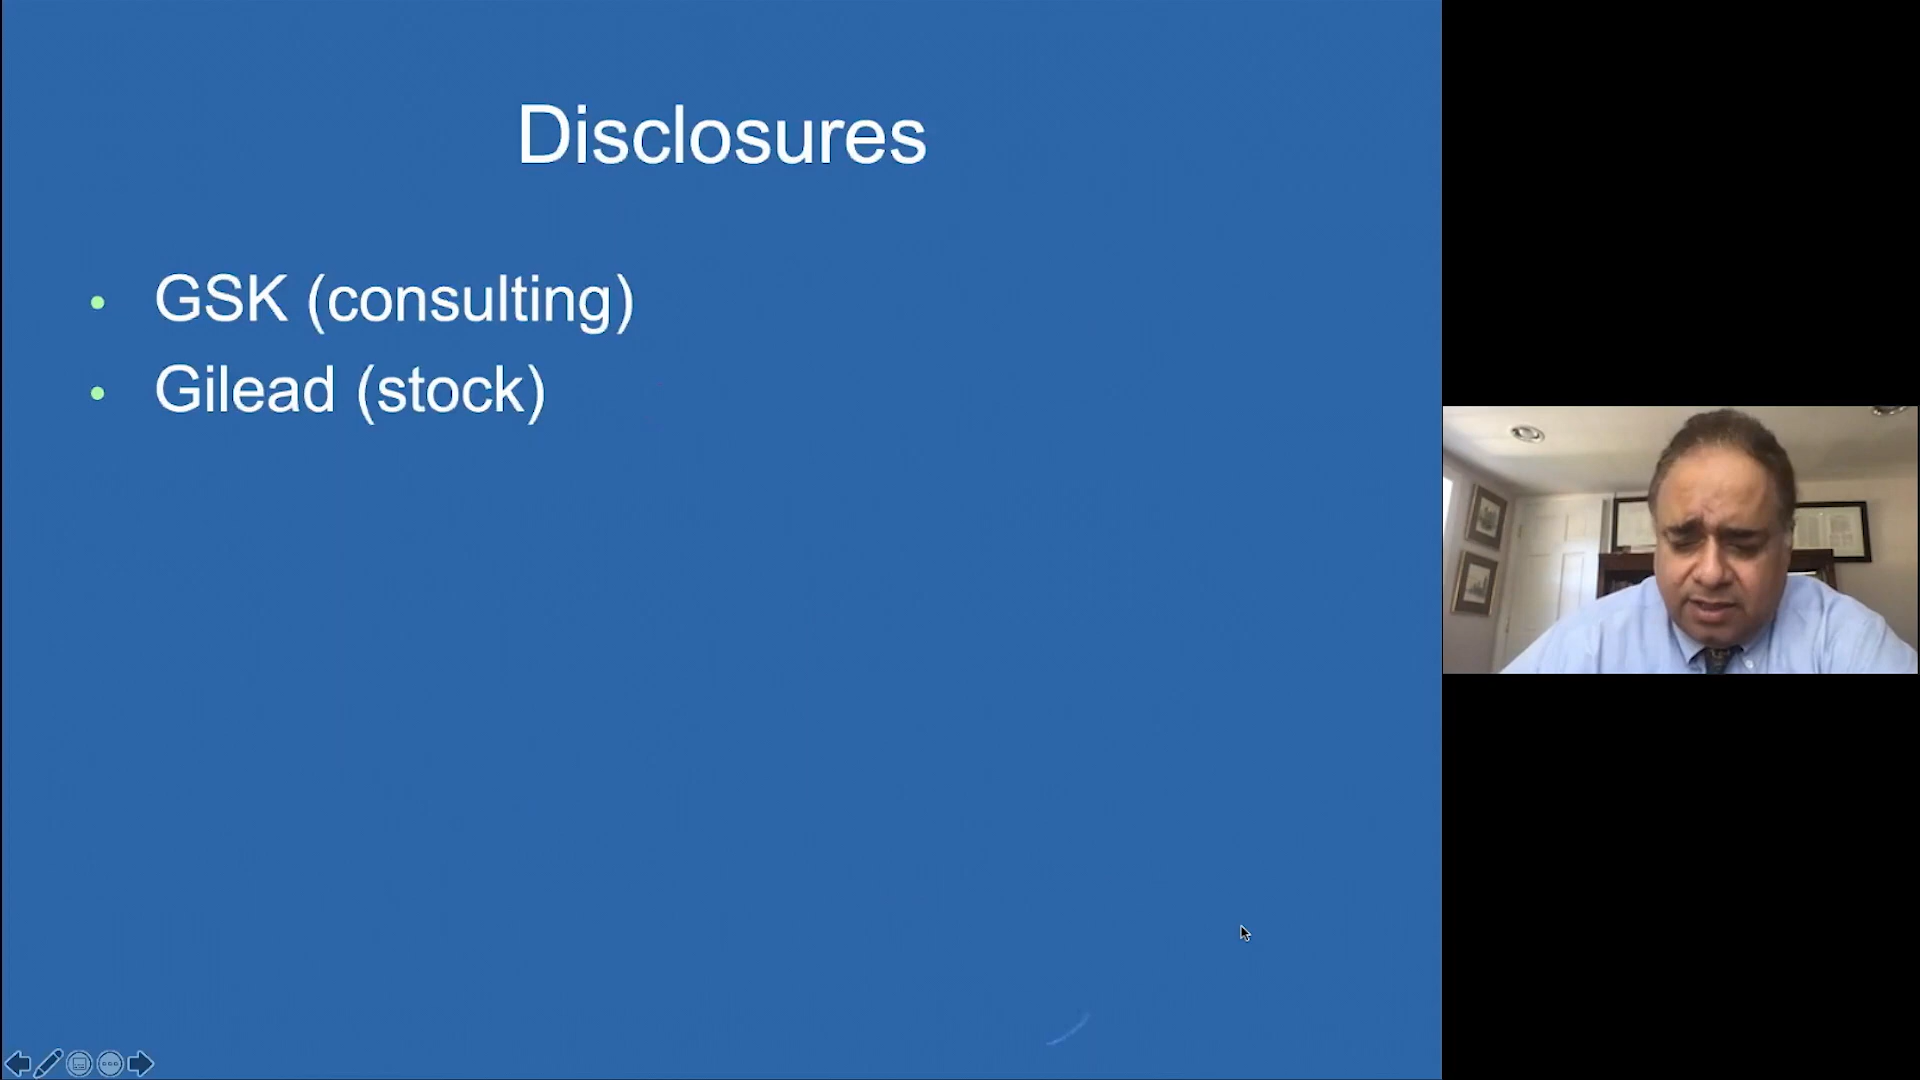 Disclosures
• GSK (consulting)
• Gilead (stock)